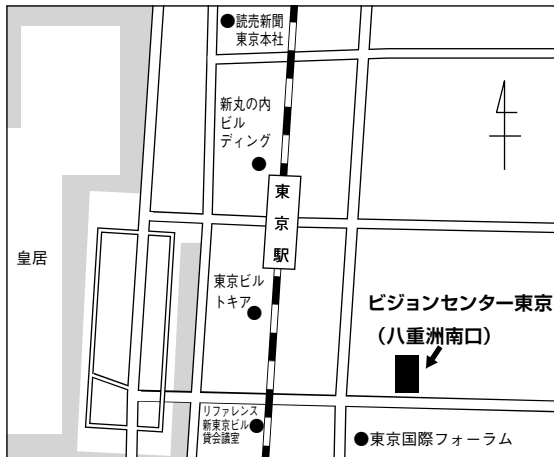 ●読売新聞
東京本社
新丸の内
ビル
ディング
東京駅
皇居
東京ビル
トキア
ビジョンセンター東京
（八重洲南口）
リファレンス
新東京ビル
貸会議室
●東京国際フォーラム